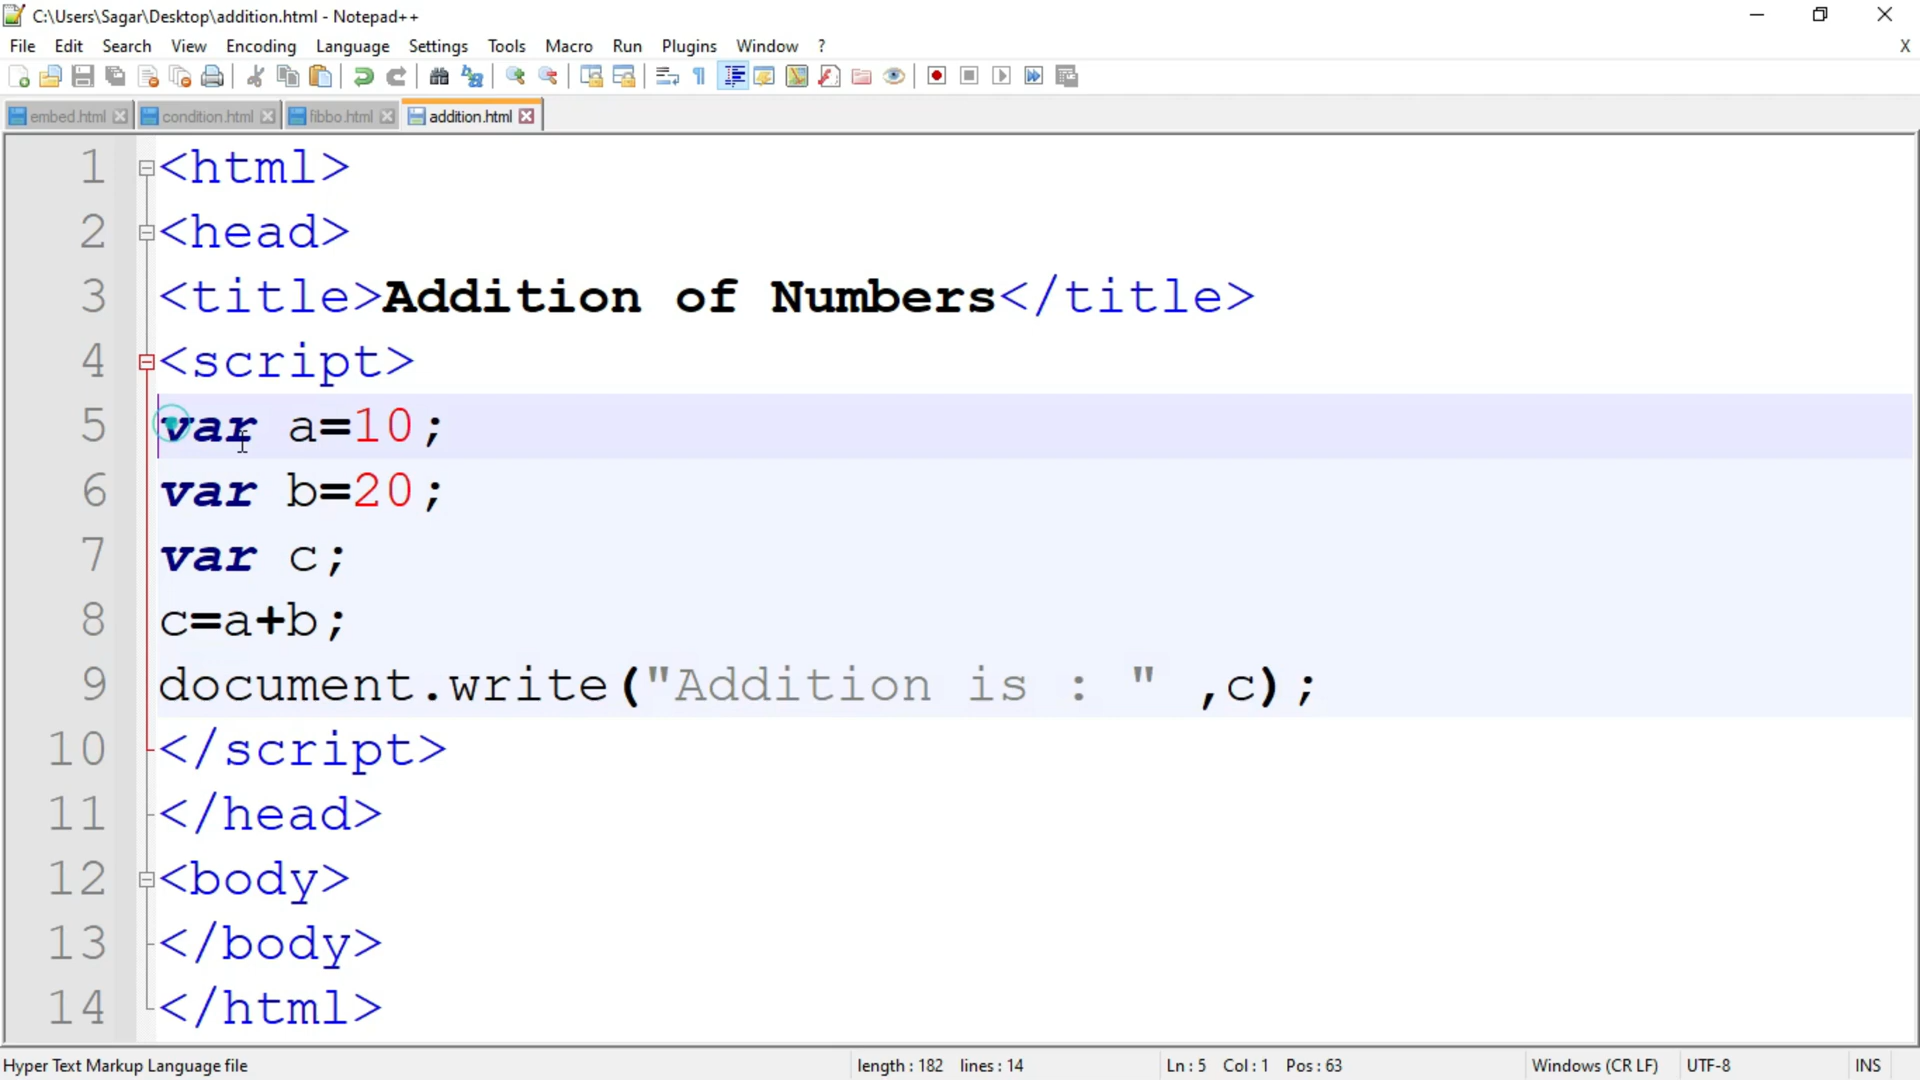 C:\Users\Sagar\Desktop\addition.html - Notepad++
File Edit Search View Encoding Language Settings Tools Macro Run Plugins Window ? X
embed.html condition.html fibbo.html addition.html
1 <html>
2 <head>
3 <title>Addition of Numbers</title>
4 <script>
5 var a=10;
6 var b=20;
7 var c;
8 c=a+b;
9 document.write("Addition is : " ,c);
10 </script>
11 </head>
12 <body>
13 </body>
14 </html>
Hyper Text Markup Language file length : 182 lines : 14 Ln : 5 Col : 1 Pos : 63 Windows (CR LF) UTF-8 INS